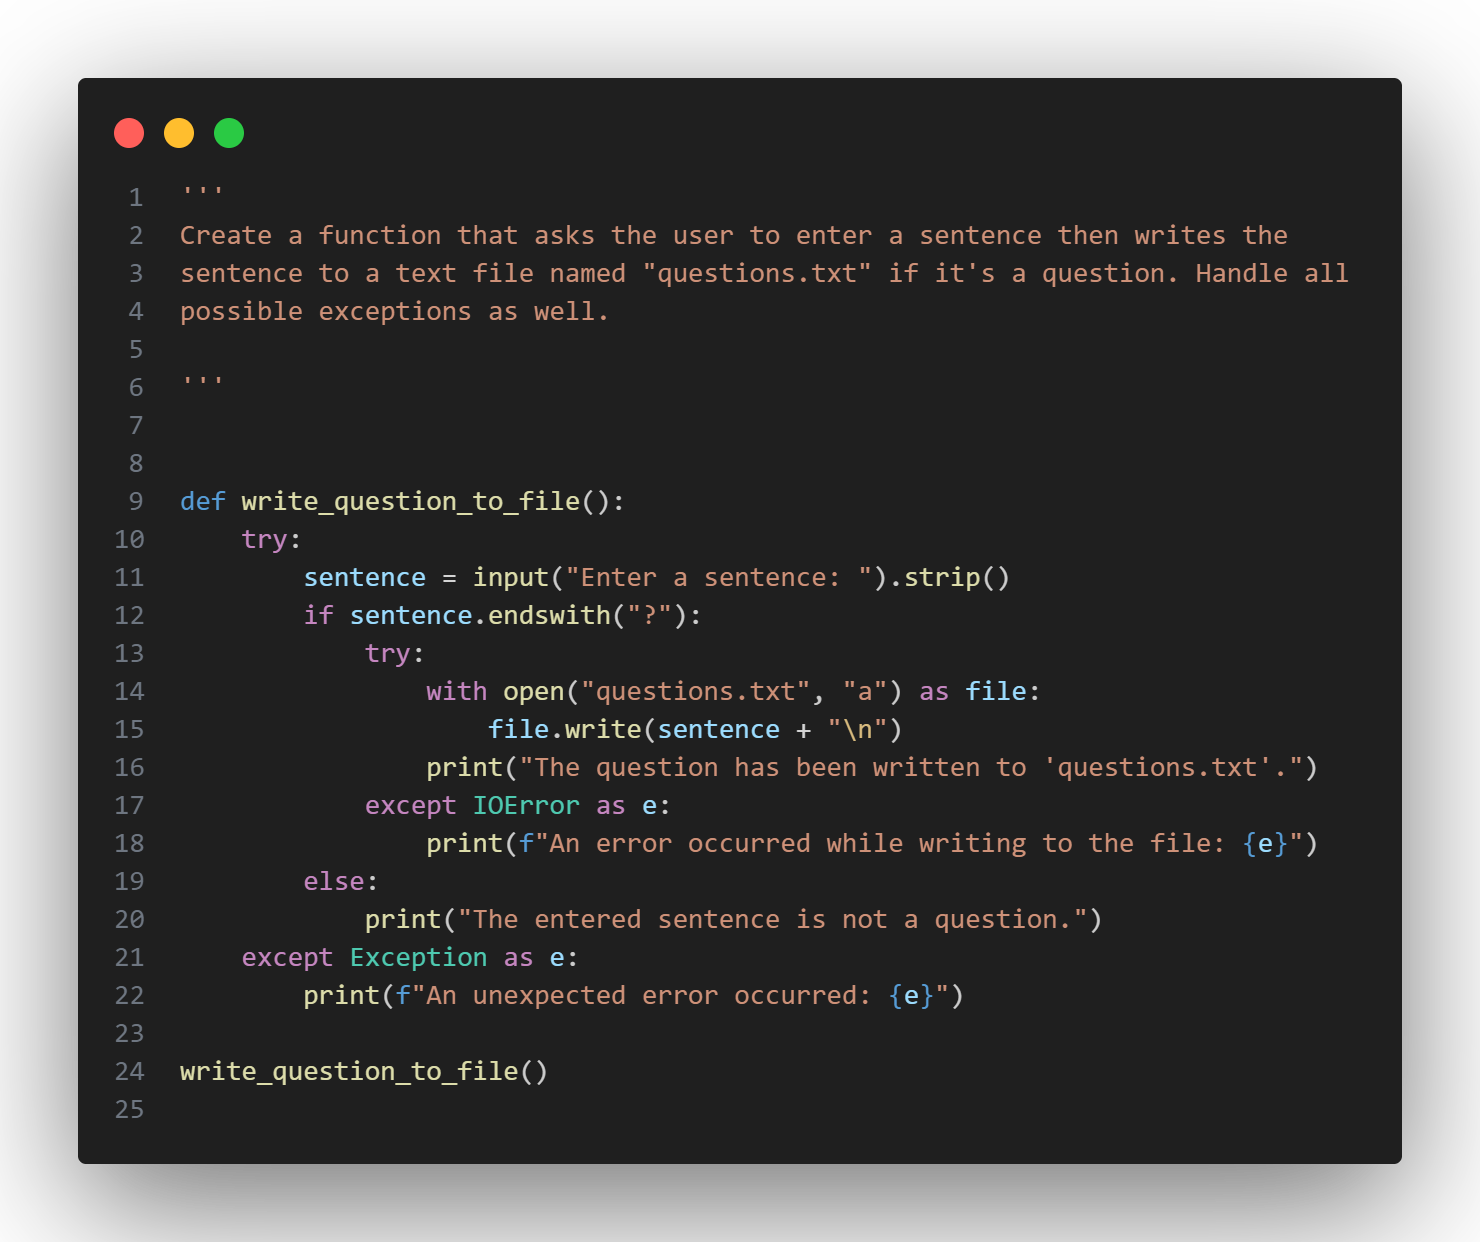 1 '''
2 Create a function that asks the user to enter a sentence then writes the
3 sentence to a text file named "questions.txt" if it's a question. Handle all
4 possible exceptions as well.
5
6 '''
7
8
9 def write_question_to_file():
10     try:
11         sentence = input("Enter a sentence: ").strip()
12         if sentence.endswith("?"):
13             try:
14                 with open("questions.txt", "a") as file:
15                     file.write(sentence + "\n")
16                 print("The question has been written to 'questions.txt'.")
17             except IOError as e:
18                 print(f"An error occurred while writing to the file: {e}")
19         else:
20             print("The entered sentence is not a question.")
21     except Exception as e:
22         print(f"An unexpected error occurred: {e}")
23
24 write_question_to_file()
25